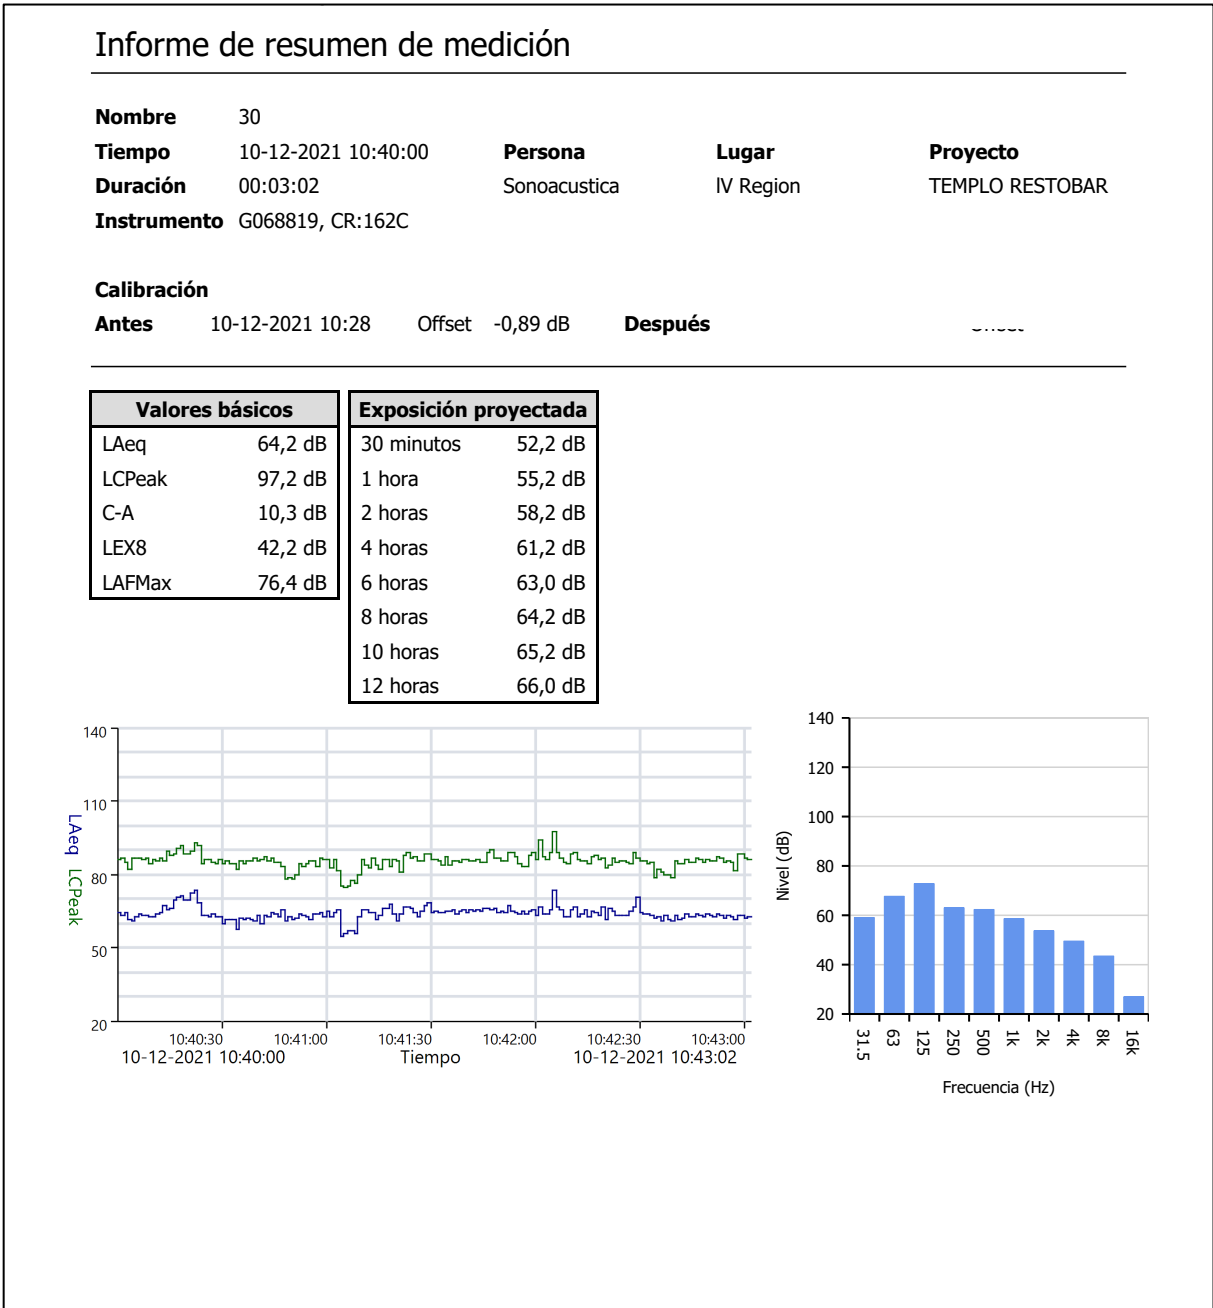 Informe de resumen de medición
Nombre 30
Tiempo 10-12-2021 10:40:00 Persona Lugar Proyecto
Duración 00:03:02 Sonoacustica lV Region TEMPLO RESTOBAR
Instrumento G068819, CR:162C
Calibración
Antes 10-12-2021 10:28 Offset -0,89 dB Después
Valores básicos Exposición proyectada
LAeq 64,2 dB 30 minutos 52,2 dB
LCPeak 97,2 dB 1 hora 55,2 dB
C-A 10,3 dB 2 horas 58,2 dB
LEX8 42,2 dB 4 horas 61,2 dB
LAFMax 76,4 dB 6 horas 63,0 dB
8 horas 64,2 dB
10 horas 65,2 dB
12 horas 66,0 dB
140
110
80
50
20
LAeq LCPeak
10:40:30 10:41:00 10:41:30 10:42:00 10:42:30 10:43:00
10-12-2021 10:40:00 Tiempo 10-12-2021 10:43:02
140
120
100
80
60
40
20
Nivel (dB)
31.5 63 125 250 500 1k 2k 4k 8k 16k
Frecuencia (Hz)